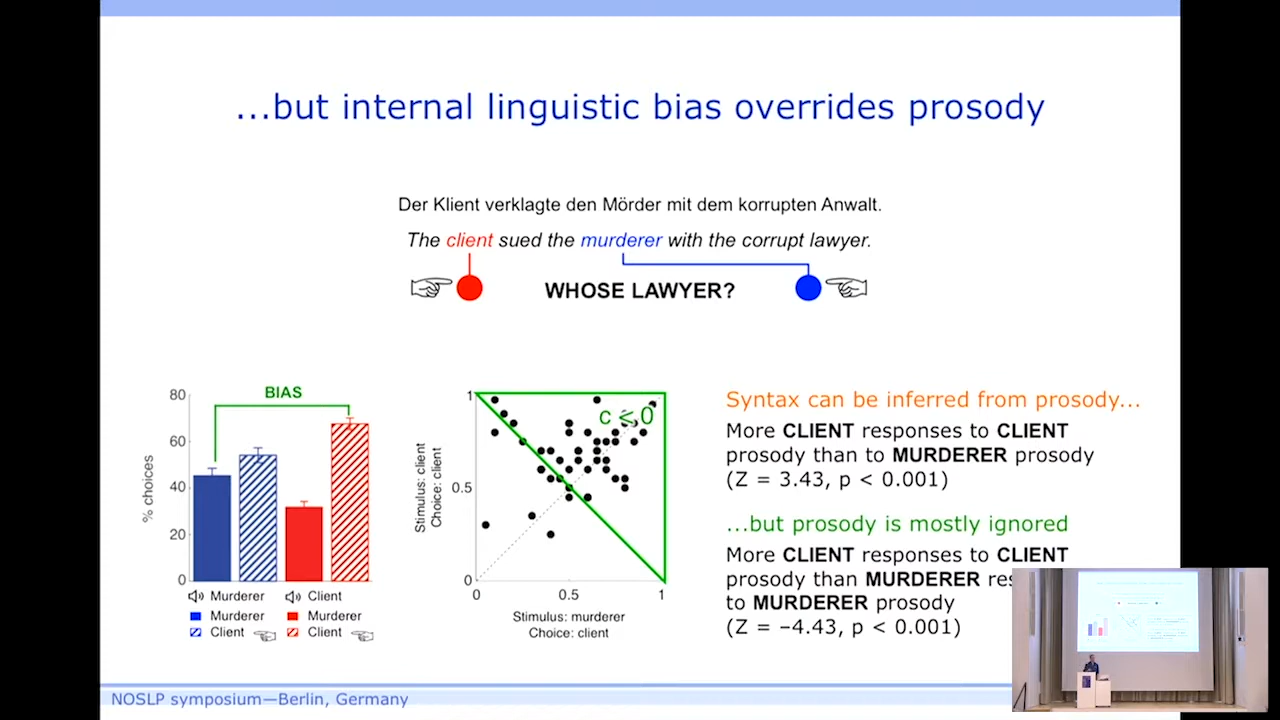 ...but internal linguistic bias overrides prosody
Der Klient verklagte den Mörder mit dem korrupten Anwalt.
The client sued the murderer with the corrupt lawyer.
WHOSE LAWYER?
BIAS
80
60
40
20
0
% choices
Murderer
Client
Murderer
Client
Murderer
Client
1
0.5
0
c < 0
Stimulus: client
Choice: client
0
0.5
1
Stimulus: murderer
Choice: client
Syntax can be inferred from prosody...
More CLIENT responses to CLIENT
prosody than to MURDERER prosody
(Z = 3.43, p < 0.001)
...but prosody is mostly ignored
More CLIENT responses to CLIENT
prosody than MURDERER
to MURDERER prosody
(Z = –4.43, p < 0.001)
NOSLP symposium—Berlin, Germany